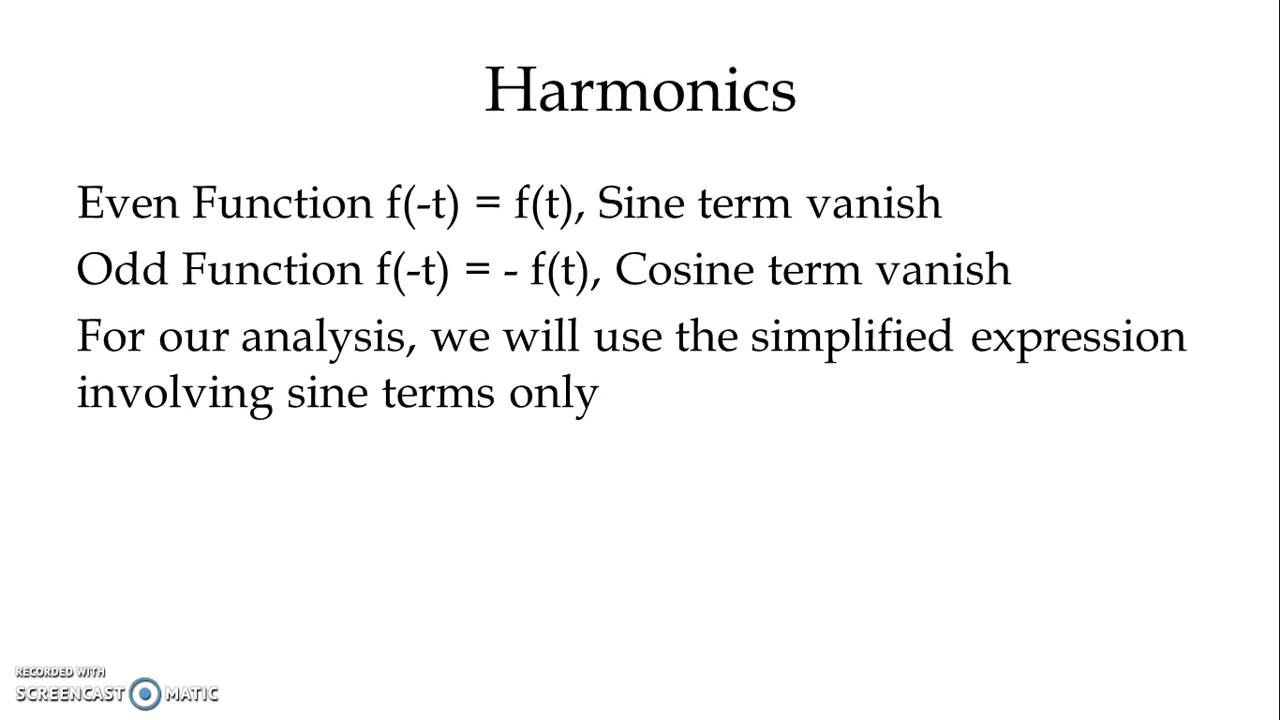 Harmonics
Even Function f(-t) = f(t), Sine term vanish
Odd Function f(-t) = - f(t), Cosine term vanish
For our analysis, we will use the simplified expression
involving sine terms only
RECORDED WITH
SCREENCAST MATIC